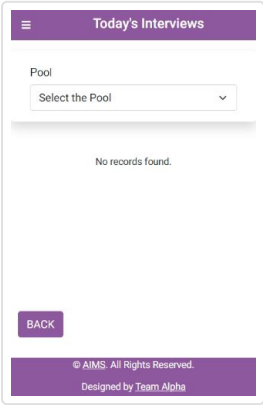 Today's Interviews
Pool
Select the Pool
No records found.
BACK
© AIMS. All Rights Reserved.
Designed by Team Alpha